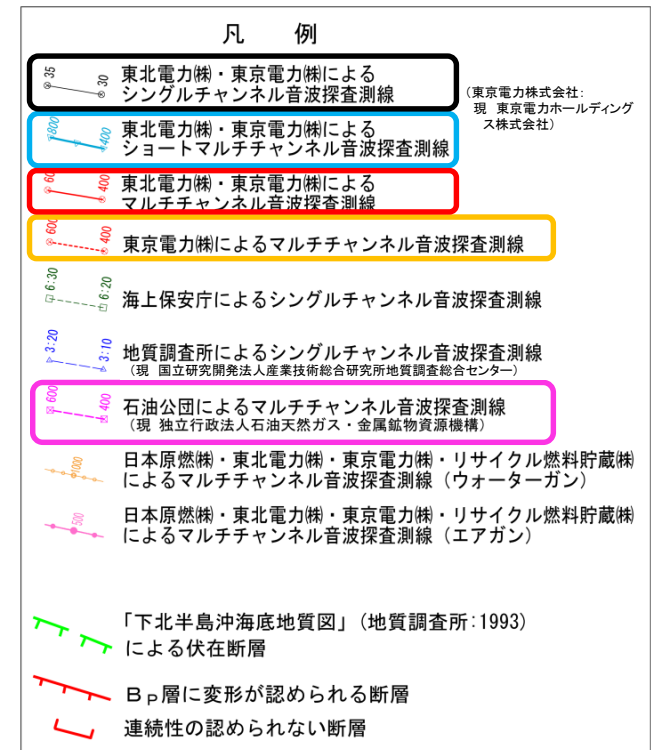 凡 例
35 30
東北電力㈱・東京電力㈱による
シングルチャンネル音波探査測線
(東京電力株式会社:
現 東京電力ホールディング
ス株式会社)
800 400
東北電力㈱・東京電力㈱による
ショートマルチチャンネル音波探査測線
400
東北電力㈱・東京電力㈱による
マルチチャンネル音波探査測線
600 400
東京電力㈱によるマルチチャンネル音波探査測線
6:30 6:20
海上保安庁によるシングルチャンネル音波探査測線
3:20 3:10
地質調査所によるシングルチャンネル音波探査測線
(現 国立研究開発法人産業技術総合研究所地質調査総合センター)
600 400
石油公団によるマルチチャンネル音波探査測線
(現 独立行政法人石油天然ガス・金属鉱物資源機構)
1000
日本原燃㈱・東北電力㈱・東京電力㈱・リサイクル燃料貯蔵㈱
によるマルチチャンネル音波探査測線(ウォーターガン)
500
日本原燃㈱・東北電力㈱・東京電力㈱・リサイクル燃料貯蔵㈱
によるマルチチャンネル音波探査測線(エアガン)
「下北半島沖海底地質図」(地質調査所:1993)
による伏在断層
BP層に変形が認められる断層
連続性の認められない断層